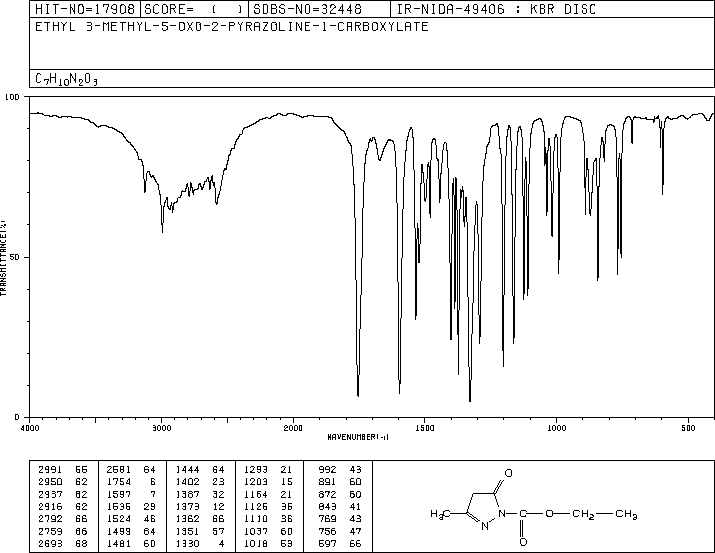 HIT-NO=17908 SCORE= ( ) SDBS-NO=32448 IR-NIDA-49406 : KBR DISC
ETHYL 3-METHYL-5-OXO-2-PYRAZOLINE-1-CARBOXYLATE
C7H10N2O3
100
TRANSMITTANCE(%)
50
0
4000 3000 2000 1500 1000 500
WAVENUMBER(-1)
2991 66 2581 64 1444 64 1293 21 992 43
2950 62 1754 6 1402 23 1203 15 891 60
2937 62 1597 7 1387 32 1164 21 872 60
2916 62 1536 29 1373 12 1126 36 843 41
2792 66 1524 46 1362 66 1110 36 769 43
2759 66 1499 64 1351 57 1037 60 756 47
2693 68 1481 60 1330 4 1018 53 597 66
O
H3C N N C O CH2 CH3
O